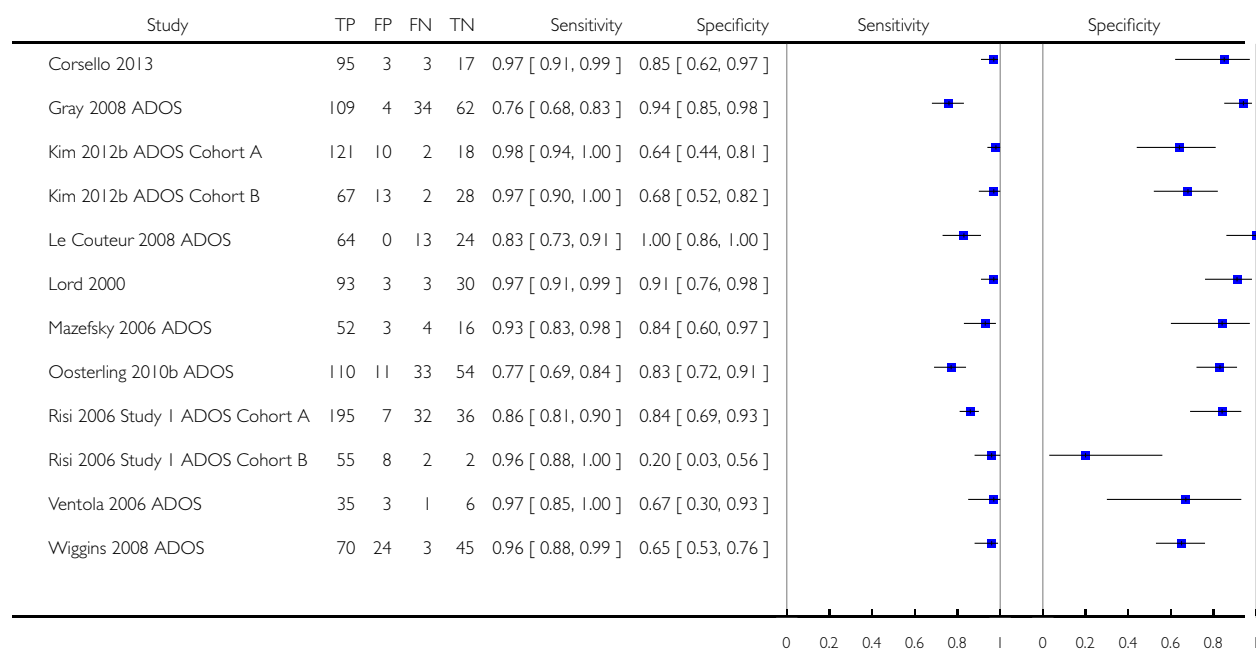 Study TP FP FN TN Sensitivity Specificity Sensitivity Specificity
Corsello 2013 95 3 3 17 0.97 [ 0.91, 0.99 ] 0.85 [ 0.62, 0.97 ]
Gray 2008 ADOS 109 4 34 62 0.76 [ 0.68, 0.83 ] 0.94 [ 0.85, 0.98 ]
Kim 2012b ADOS Cohort A 121 10 2 18 0.98 [ 0.94, 1.00 ] 0.64 [ 0.44, 0.81 ]
Kim 2012b ADOS Cohort B 67 13 2 28 0.97 [ 0.90, 1.00 ] 0.68 [ 0.52, 0.82 ]
Le Couteur 2008 ADOS 64 0 13 24 0.83 [ 0.73, 0.91 ] 1.00 [ 0.86, 1.00 ]
Lord 2000 93 3 3 30 0.97 [ 0.91, 0.99 ] 0.91 [ 0.76, 0.98 ]
Mazefsky 2006 ADOS 52 3 4 16 0.93 [ 0.83, 0.98 ] 0.84 [ 0.60, 0.97 ]
Oosterling 2010b ADOS 110 11 33 54 0.77 [ 0.69, 0.84 ] 0.83 [ 0.72, 0.91 ]
Risi 2006 Study 1 ADOS Cohort A 195 7 32 36 0.86 [ 0.81, 0.90 ] 0.84 [ 0.69, 0.93 ]
Risi 2006 Study 1 ADOS Cohort B 55 8 2 2 0.96 [ 0.88, 1.00 ] 0.20 [ 0.03, 0.56 ]
Ventola 2006 ADOS 35 3 1 6 0.97 [ 0.85, 1.00 ] 0.67 [ 0.30, 0.93 ]
Wiggins 2008 ADOS 70 24 3 45 0.96 [ 0.88, 0.99 ] 0.65 [ 0.53, 0.76 ]
0 0.2 0.4 0.6 0.8 1 0 0.2 0.4 0.6 0.8